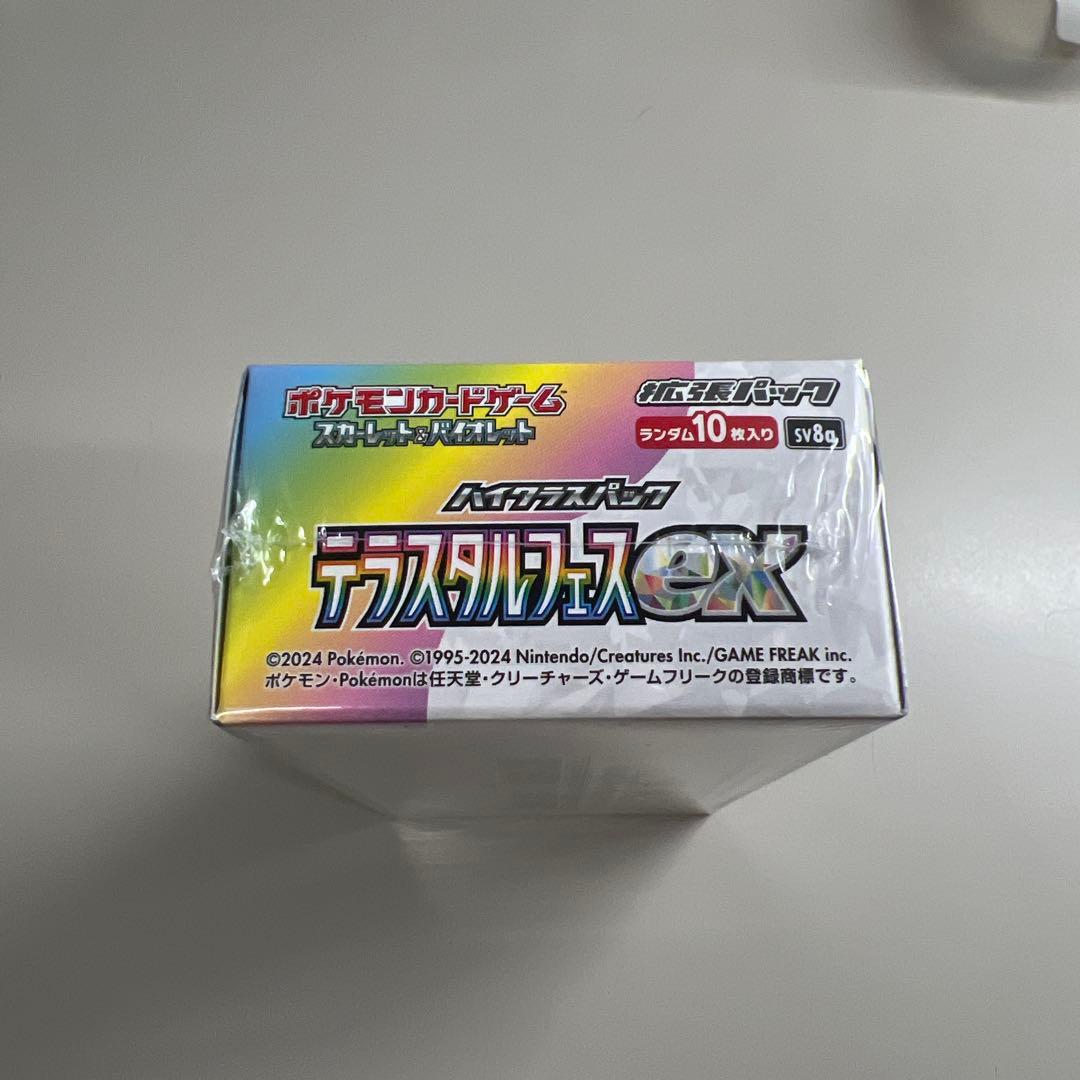 ポケモンカードゲーム
スカーレット&バイオレット
拡張パック
ランダム10枚入り SV8a
ハイクラスパック
テラスタルフェスex
©2024 Pokémon. ©1995-2024 Nintendo/Creatures Inc./GAME FREAK inc.
ポケモン・Pokémonは任天堂・クリーチャーズ・ゲームフリークの登録商標です。